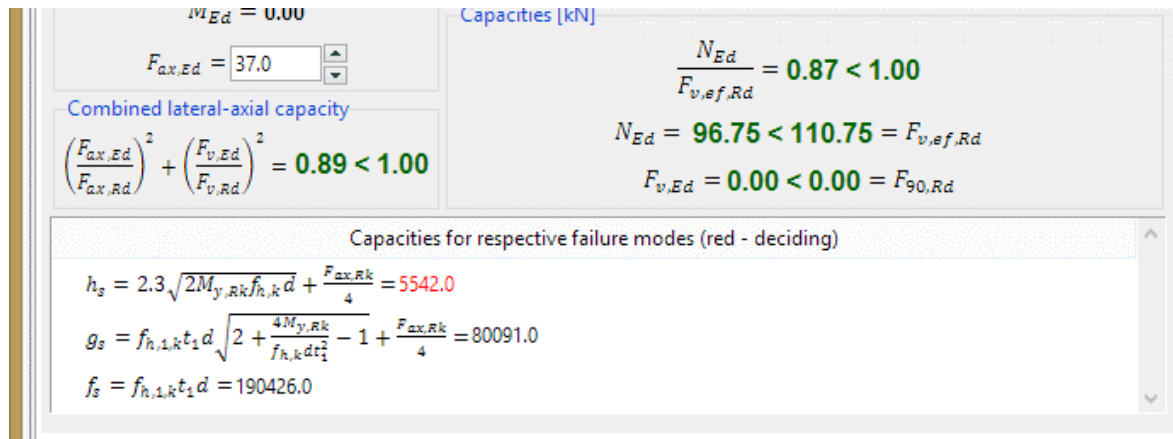 M_Ed = 0.00
F_ax,Ed = 37.0
Combined lateral-axial capacity
(F_ax,Ed / F_ax,Rd)² + (F_v,Ed / F_v,Rd)² = 0.89 < 1.00
Capacities [kN]
N_Ed / F_v,ef,Rd = 0.87 < 1.00
N_Ed = 96.75 < 110.75 = F_v,ef,Rd
F_v,Ed = 0.00 < 0.00 = F_90,Rd
Capacities for respective failure modes (red - deciding)
h_s = 2.3√(2M_y,Rk f_h,k d) + F_ax,Rk / 4 = 5542.0
g_s = f_h,1,k t_1 d √(2 + 4M_y,Rk / f_h,k d t_1² − 1) + F_ax,Rk / 4 = 80091.0
f_s = f_h,1,k t_1 d = 190426.0